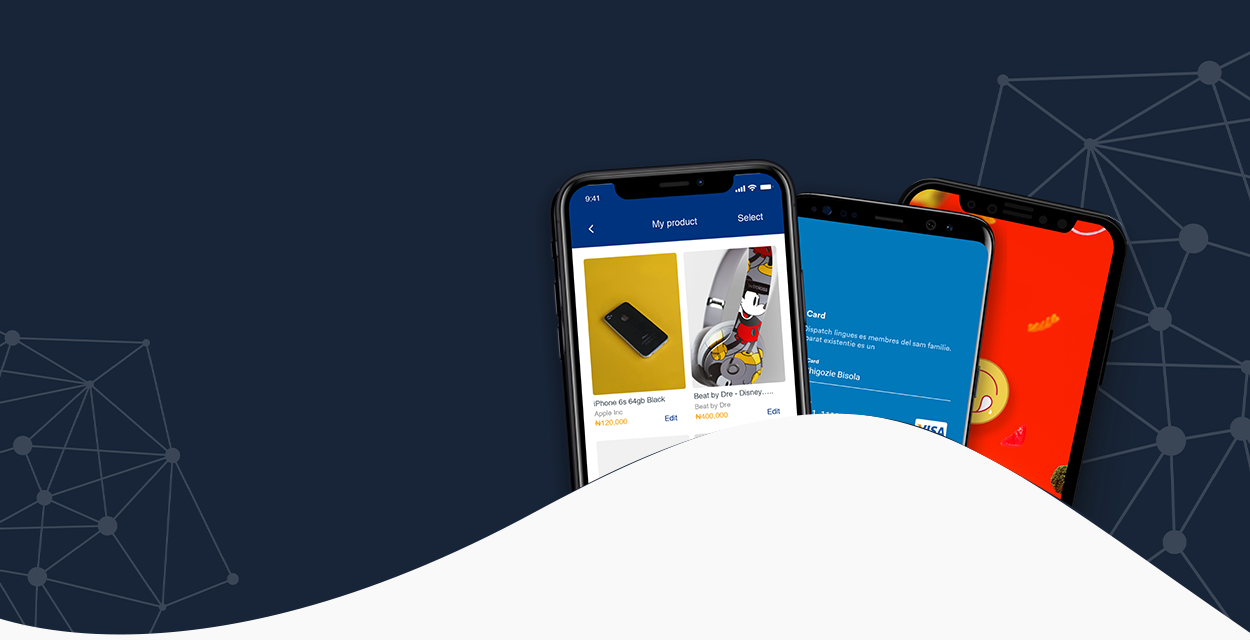 9:41
My product
Select
iPhone 6s 64gb Black
Apple Inc
₦120,000
Edit
Beat by Dre - Disney......
Beat by Dre
₦400,000
Edit
Card
Dispatch lingues es membres del sam familie.
existentie es un
Card
Bisola
VISA